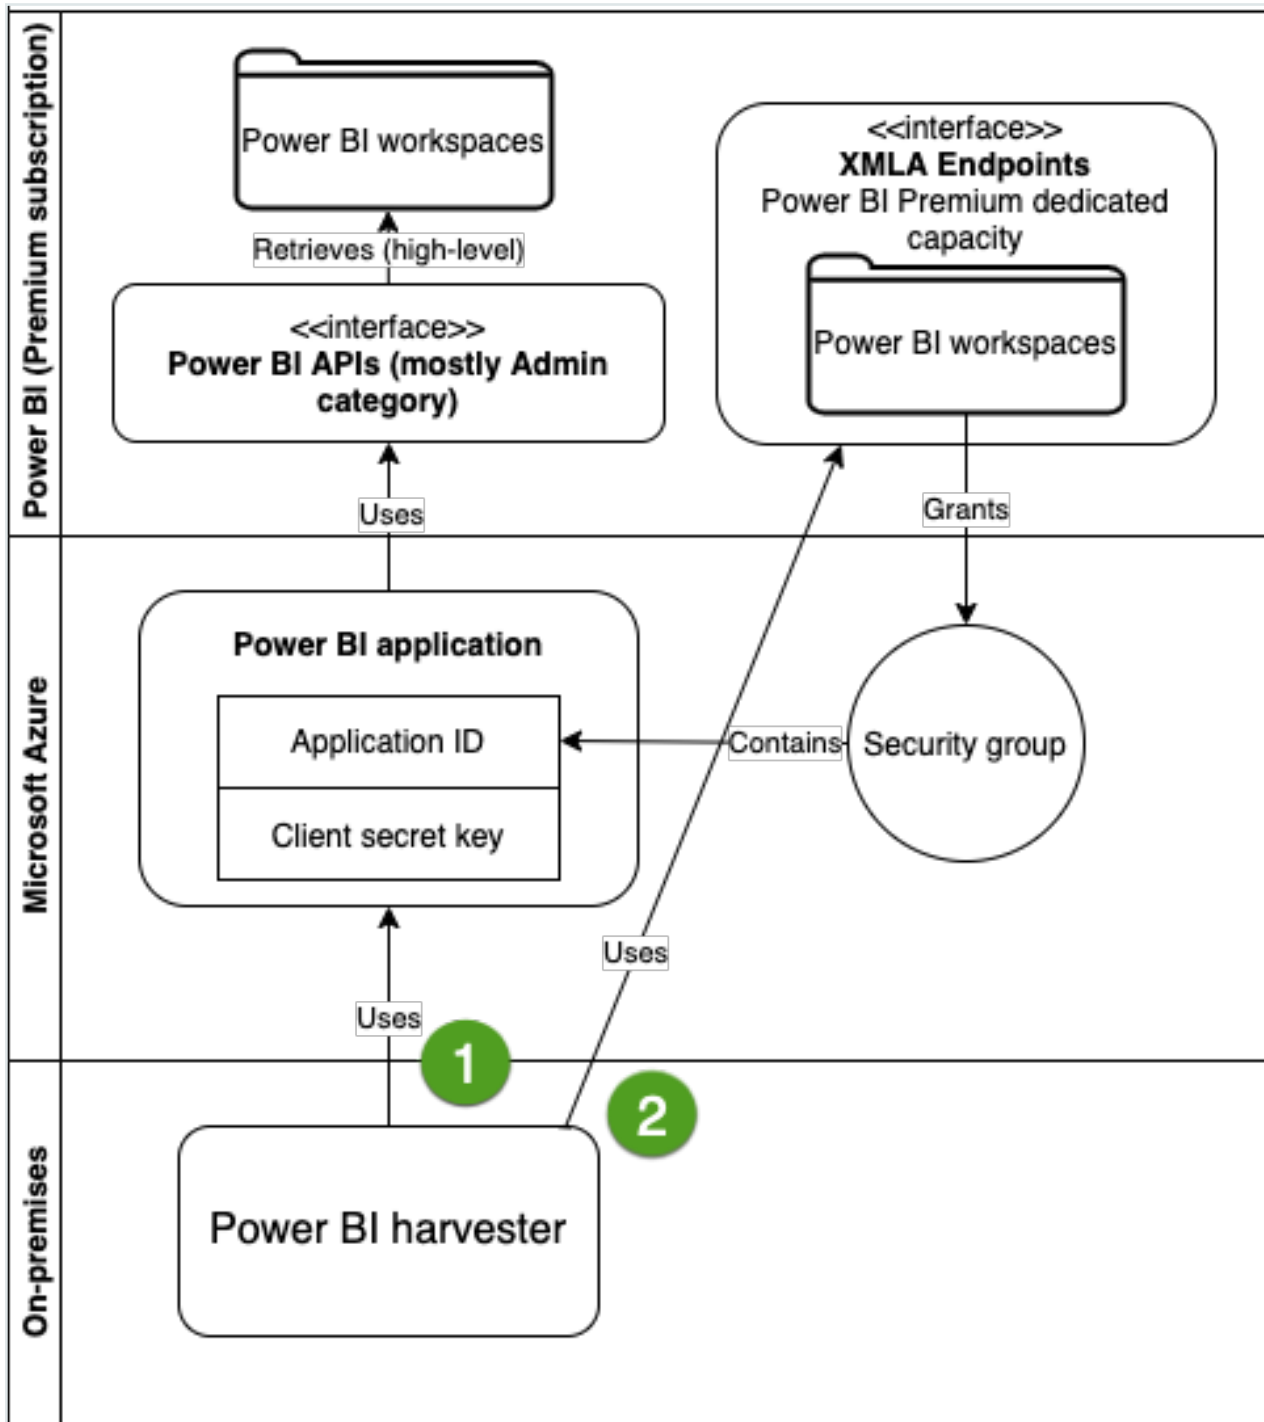 Power BI (Premium subscription)
Power BI workspaces
Retrieves (high-level)
<<interface>>
Power BI APIs (mostly Admin
category)
Uses
<<interface>>
XMLA Endpoints
Power BI Premium dedicated
capacity
Power BI workspaces
Grants
Microsoft Azure
Power BI application
Application ID
Client secret key
Contains
Security group
Uses
Uses
1
2
On-premises
Power BI harvester